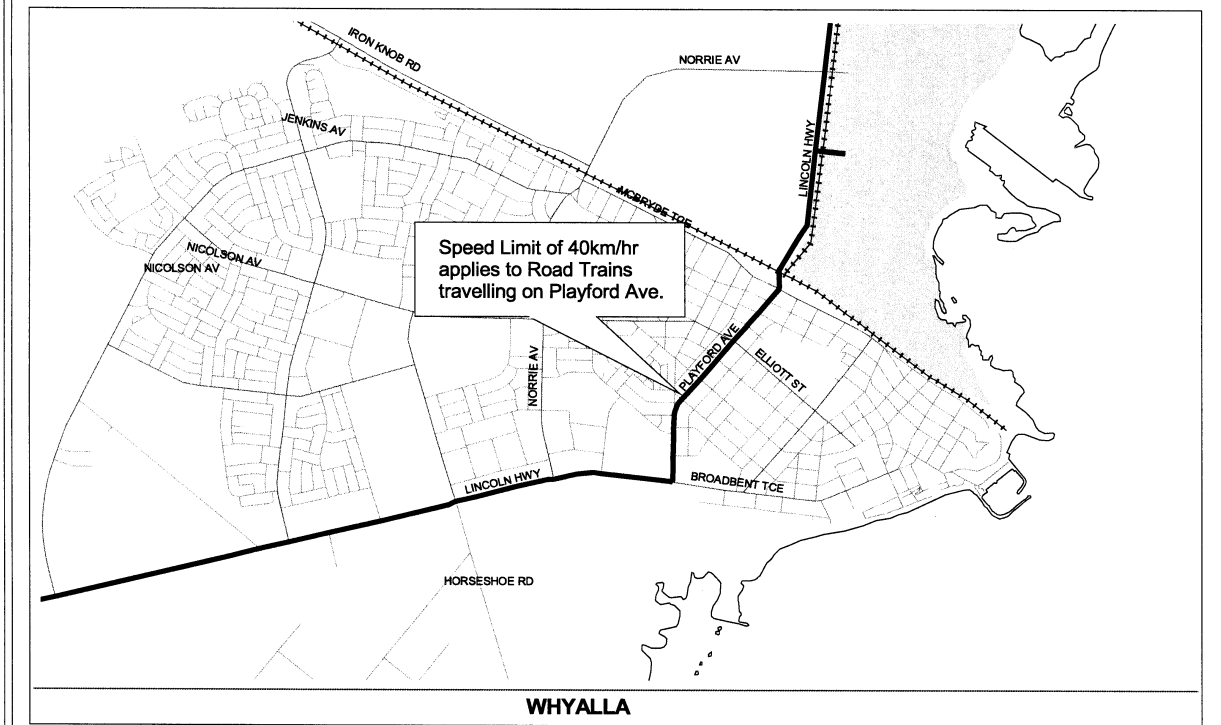 IRON KNOB RD
NORRIE AV
JENKINS AV
LINCOLN HWY
MCBRYDE TCE
NICOLSON AV
NICOLSON AV
Speed Limit of 40km/hr
applies to Road Trains
travelling on Playford Ave.
PLAYFORD AVE
ELLIOTT ST
NORRIE AV
LINCOLN HWY
BROADBENT TCE
HORSESHOE RD
WHYALLA